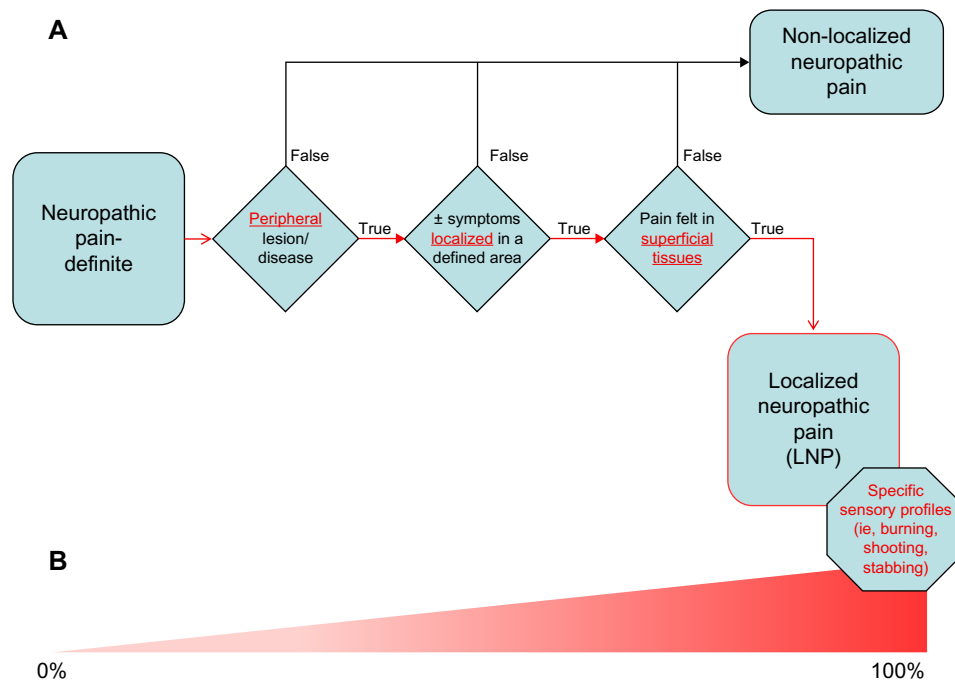 A
Non-localized
neuropathic
pain
False
False
False
Neuropathic
pain-
definite
Peripheral
lesion/
disease
True
± symptoms
localized in a
defined area
True
Pain felt in
superficial
tissues
True
Localized
neuropathic
pain
(LNP)
Specific
sensory profiles
(ie, burning,
shooting,
stabbing)
B
0%
100%